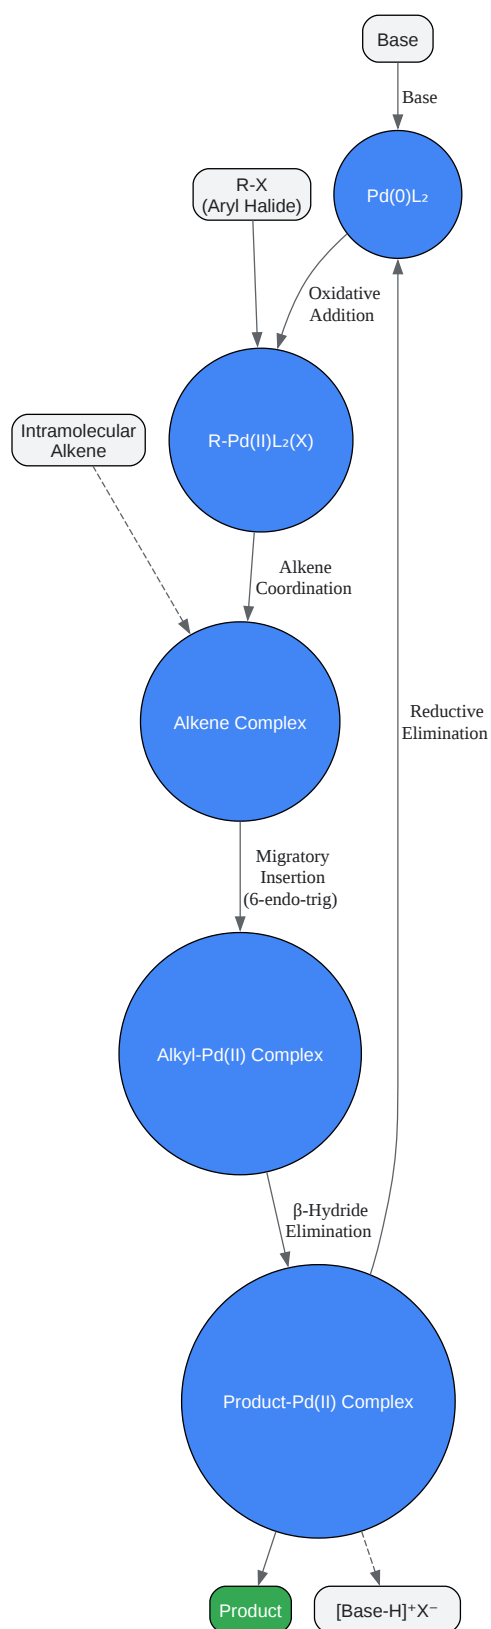 Base
Base
Pd(0)L₂
R-X
(Aryl Halide)
Oxidative
Addition
R-Pd(II)L₂(X)
Intramolecular
Alkene
Alkene
Coordination
Alkene Complex
Reductive
Elimination
Migratory
Insertion
(6-endo-trig)
Alkyl-Pd(II) Complex
β-Hydride
Elimination
Product-Pd(II) Complex
Product
[Base-H]⁺X⁻